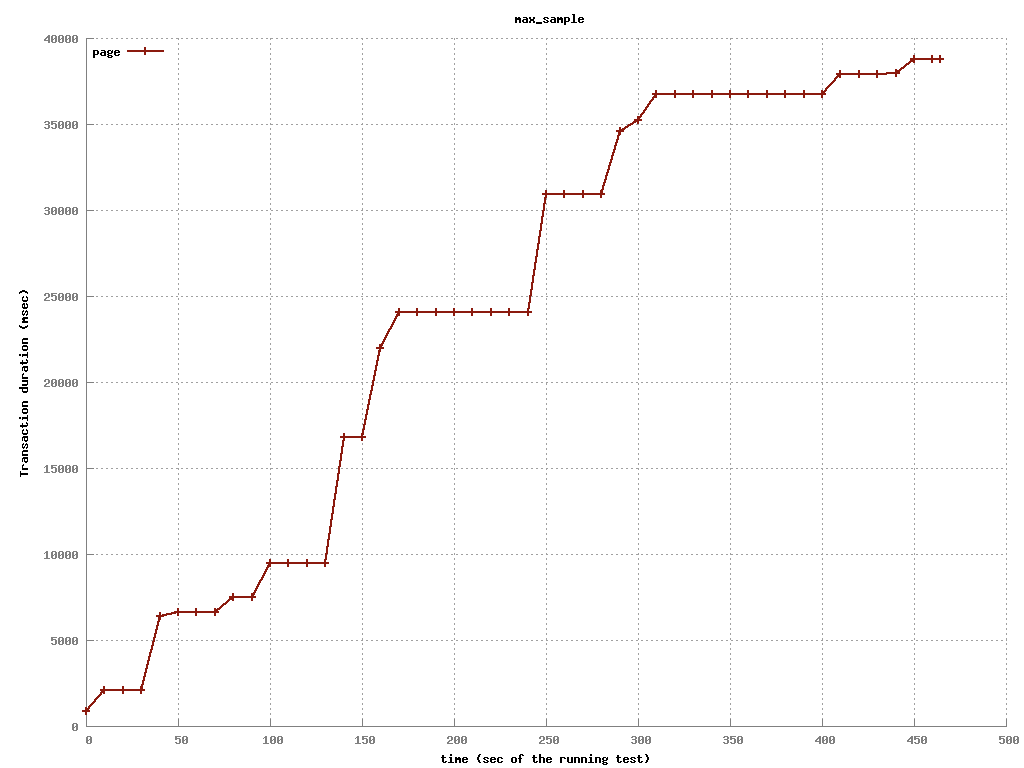 max_sample
page
40000
35000
30000
25000
20000
15000
10000
5000
0
Transaction duration (msec)
0 50 100 150 200 250 300 350 400 450 500
time (sec of the running test)